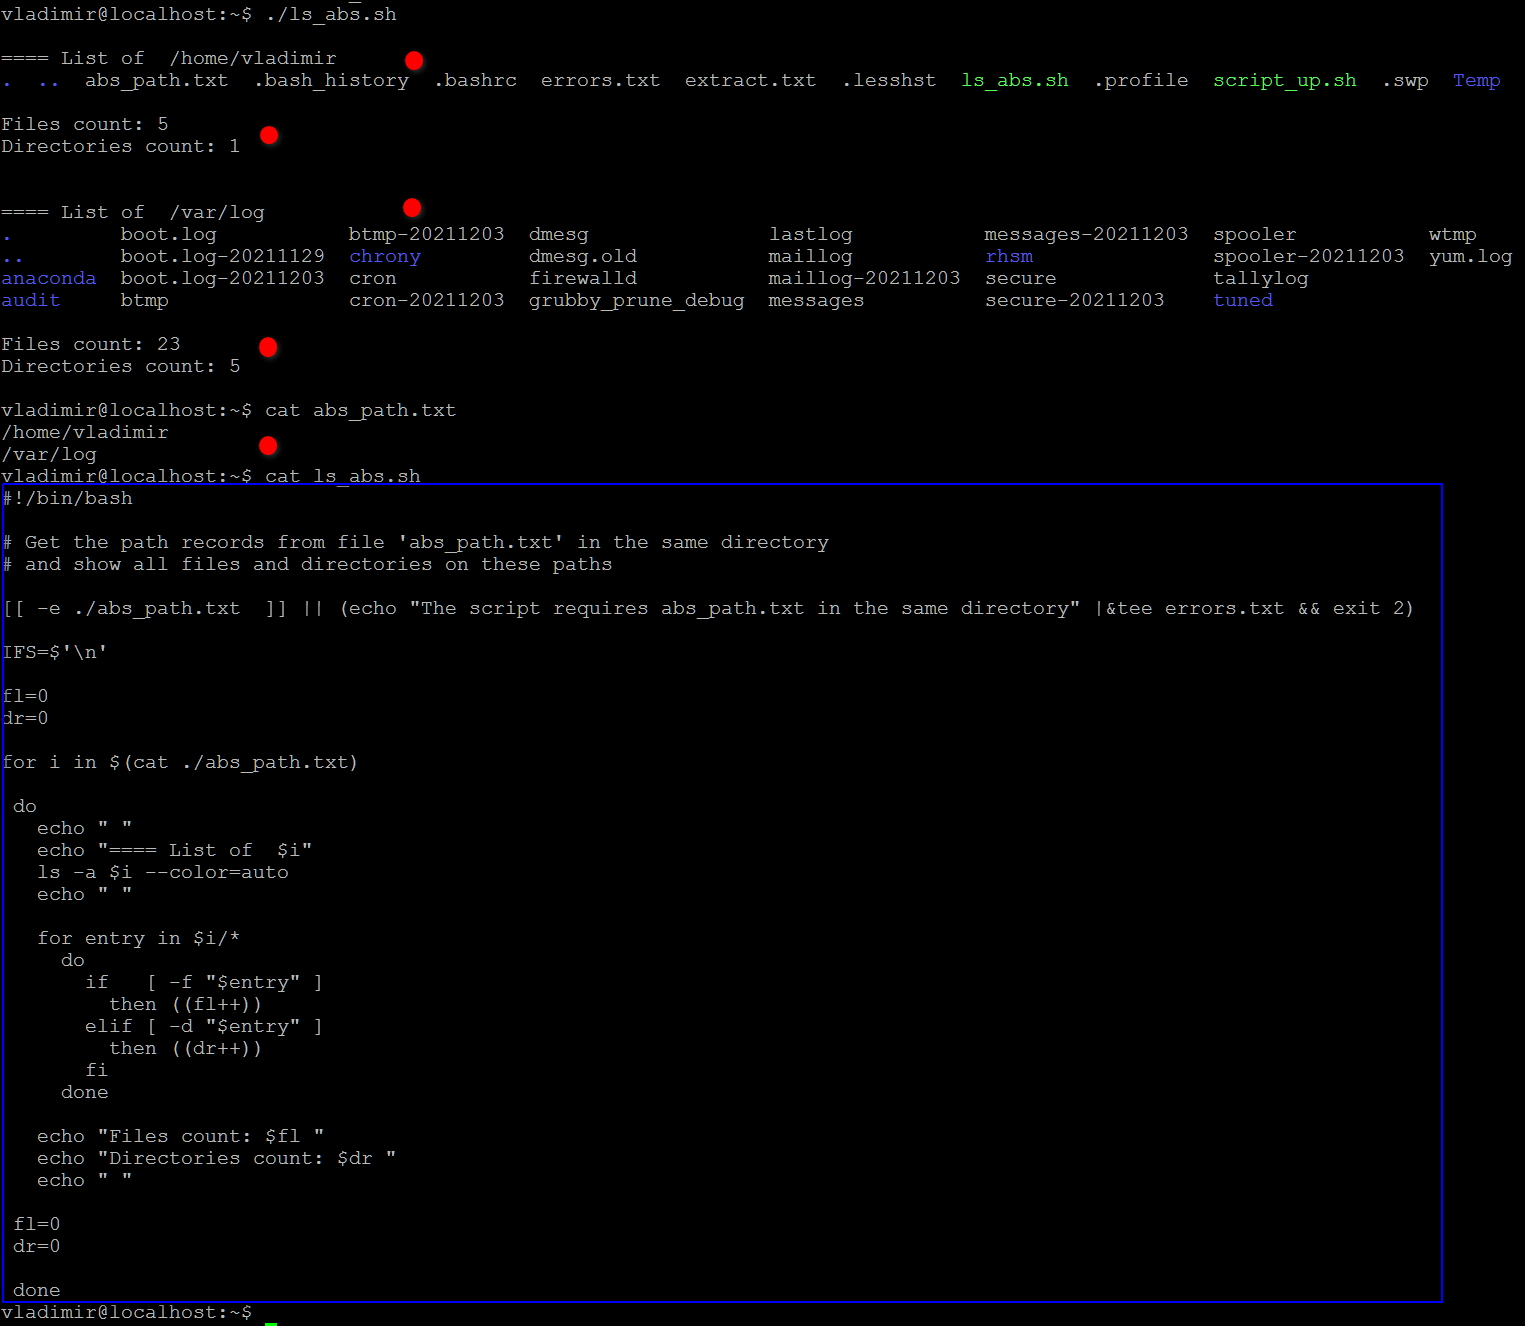 vladimir@localhost:~$ ./ls_abs.sh
==== List of  /home/vladimir
.  ..  abs_path.txt  .bash_history  .bashrc  errors.txt  extract.txt  .lesshst  ls_abs.sh  .profile  script_up.sh  .swp  Temp
Files count: 5
Directories count: 1
==== List of  /var/log
.         boot.log           btmp-20211203  dmesg               lastlog           messages-20211203  spooler           wtmp
..        boot.log-20211129  chrony         dmesg.old           maillog           rhsm               spooler-20211203  yum.log
anaconda  boot.log-20211203  cron           firewalld           maillog-20211203  secure             tallylog
audit     btmp               cron-20211203  grubby_prune_debug  messages          secure-20211203    tuned
Files count: 23
Directories count: 5
vladimir@localhost:~$ cat abs_path.txt
/home/vladimir
/var/log
vladimir@localhost:~$ cat ls_abs.sh
#!/bin/bash
# Get the path records from file 'abs_path.txt' in the same directory
# and show all files and directories on these paths
[[ -e ./abs_path.txt  ]] || (echo "The script requires abs_path.txt in the same directory" |&tee errors.txt && exit 2)
IFS=$'\n'
fl=0
dr=0
for i in $(cat ./abs_path.txt)
 do
   echo " "
   echo "==== List of  $i"
   ls -a $i --color=auto
   echo " "
   for entry in $i/*
     do
       if   [ -f "$entry" ]
         then ((fl++))
       elif [ -d "$entry" ]
         then ((dr++))
       fi
     done
   echo "Files count: $fl "
   echo "Directories count: $dr "
   echo " "
 fl=0
 dr=0
 done
vladimir@localhost:~$